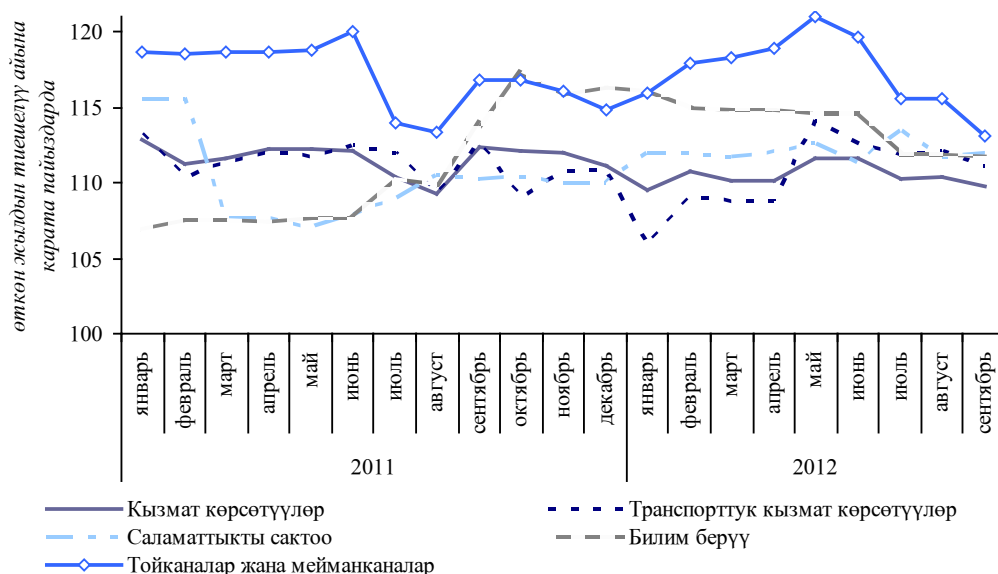 өткөн жылдын тиешелүү айына
карата пайыздарда
120
115
110
105
100
январь
февраль
март
апрель
май
июнь
июль
август
сентябрь
октябрь
ноябрь
декабрь
январь
февраль
март
апрель
май
июнь
июль
август
сентябрь
2011
2012
Кызмат көрсөтүүлөр
Транспорттук кызмат көрсөтүүлөр
Саламаттыкты сактоо
Билим берүү
Тойканалар жана мейманканалар